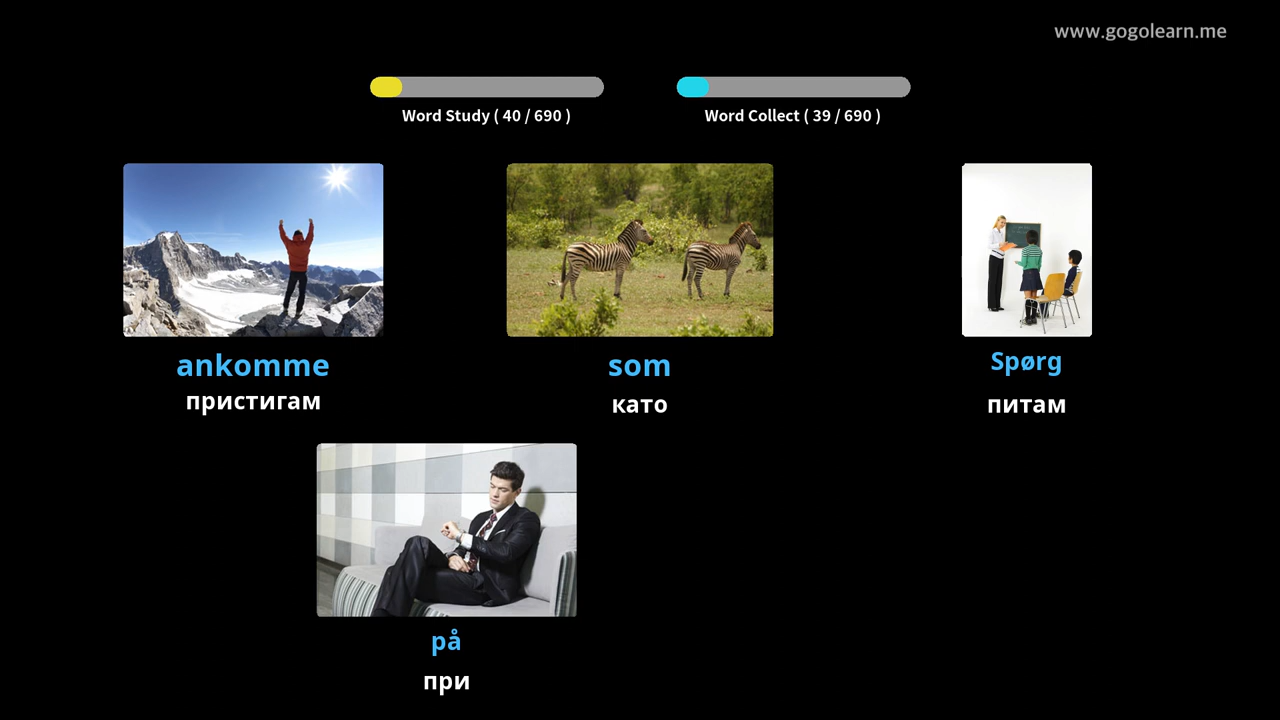 www.gogolearn.me
Word Study ( 40 / 690 )
Word Collect ( 39 / 690 )
ankomme
пристигам
som
като
Spørg
питам
på
при